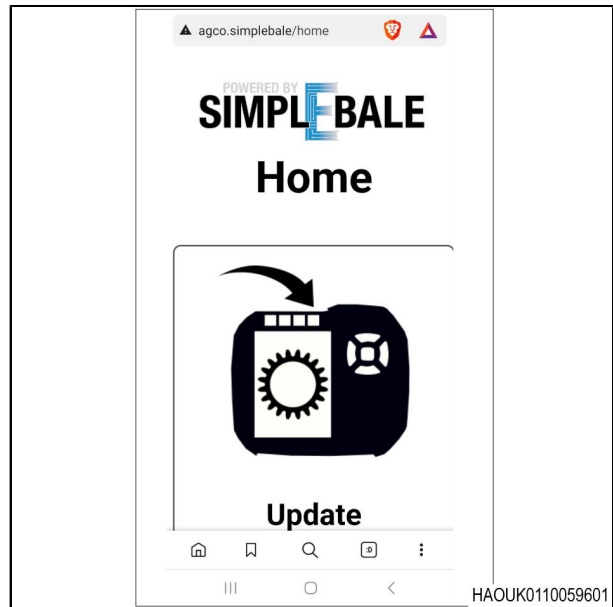 agco.simplebale/home
POWERED BY
SIMPLEBALE
Home
Update
:D
HAOUK0110059601